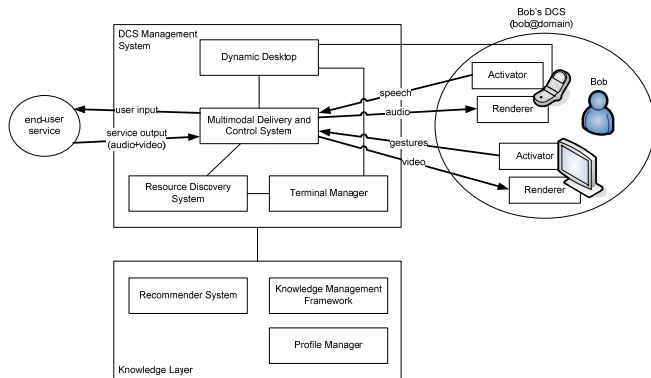 Bob's DCS
(bob@domain)
DCS Management
System
Dynamic Desktop
Activator
Bob
speech
Renderer
user input
Multimodal Delivery and
Control System
audio
end-user
service
service output
(audio+video)
gestures
Activator
video
Renderer
Resource Discovery
System
Terminal Manager
Recommender System
Knowledge Management
Framework
Profile Manager
Knowledge Layer